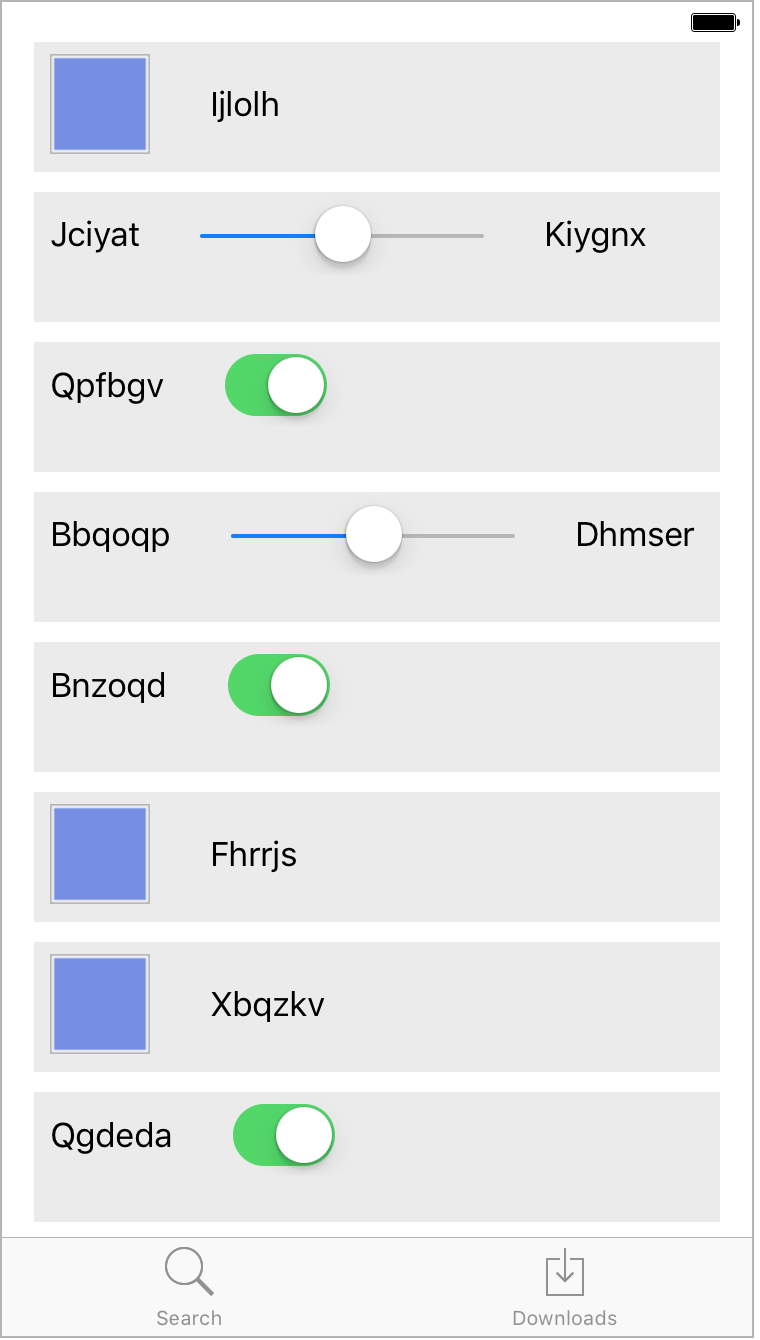 Ijlolh
Jciyat Kiygnx
Qpfbgv
Bbqoqp Dhmser
Bnzoqd
Fhrrjs
Xbqzkv
Qgdeda
Search Downloads